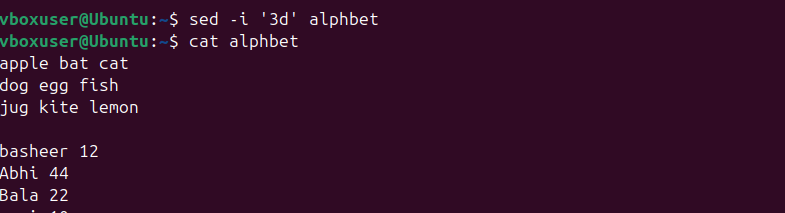 vboxuser@Ubuntu:~$ sed -i '3d' alphbet
vboxuser@Ubuntu:~$ cat alphbet
apple bat cat
dog egg fish
jug kite lemon
basheer 12
Abhi 44
Bala 22